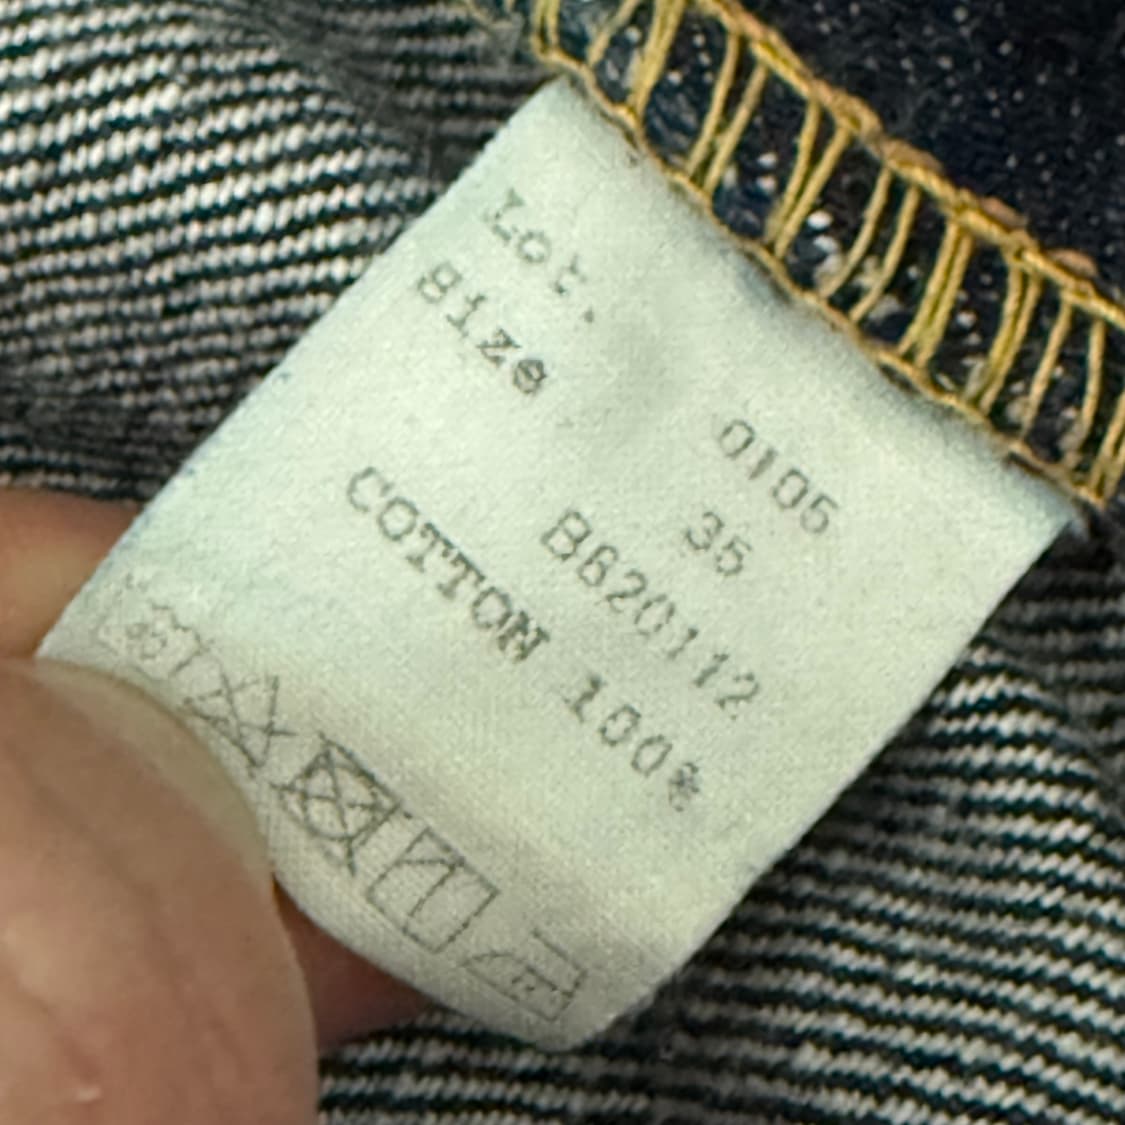 Lot. 0105
Size 35
B620112
COTTON 100%